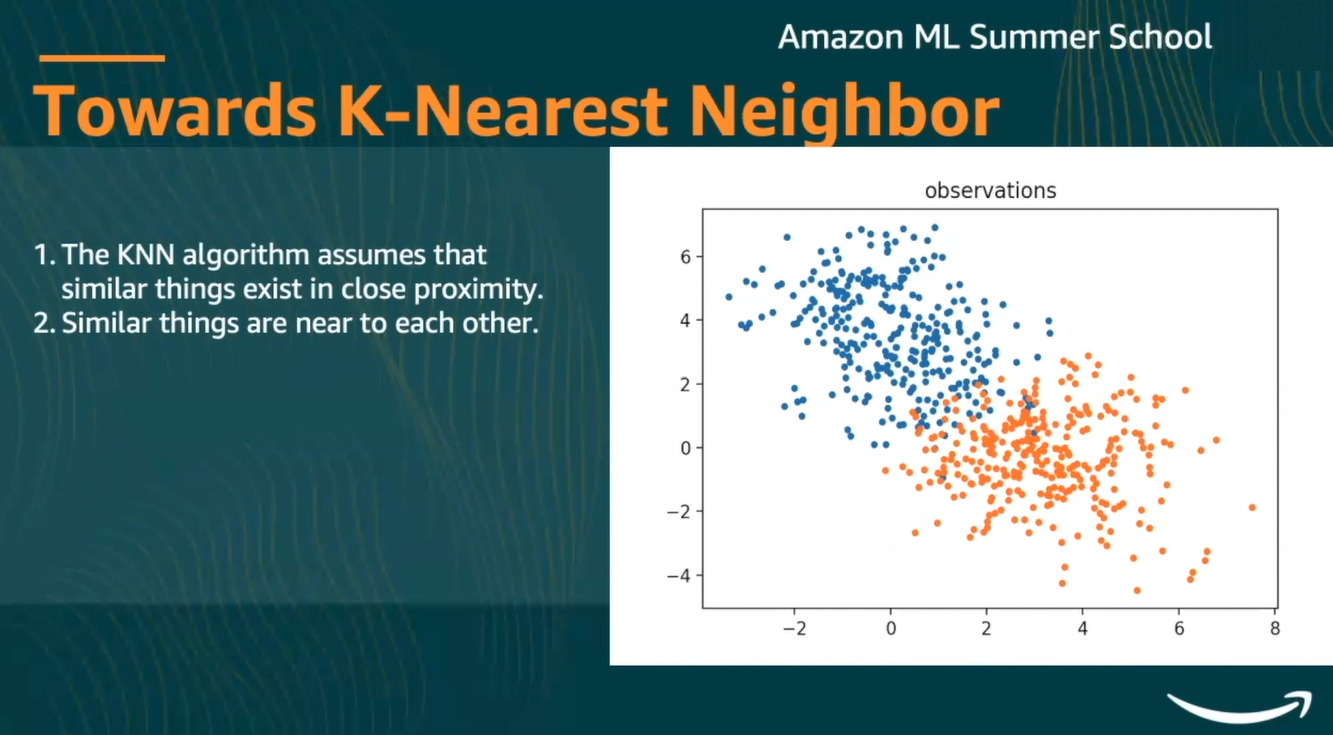 Amazon ML Summer School
Towards K-Nearest Neighbor
1. The KNN algorithm assumes that
similar things exist in close proximity.
2. Similar things are near to each other.
observations
6
4
2
0
−2
−4
−2 0 2 4 6 8